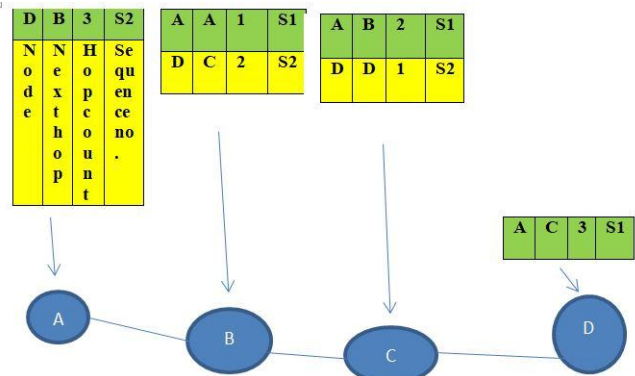 D B 3 S2
Node Nexthop Hopcount Sequence no.
A A 1 S1
D C 2 S2
A B 2 S1
D D 1 S2
A C 3 S1
A
B
C
D